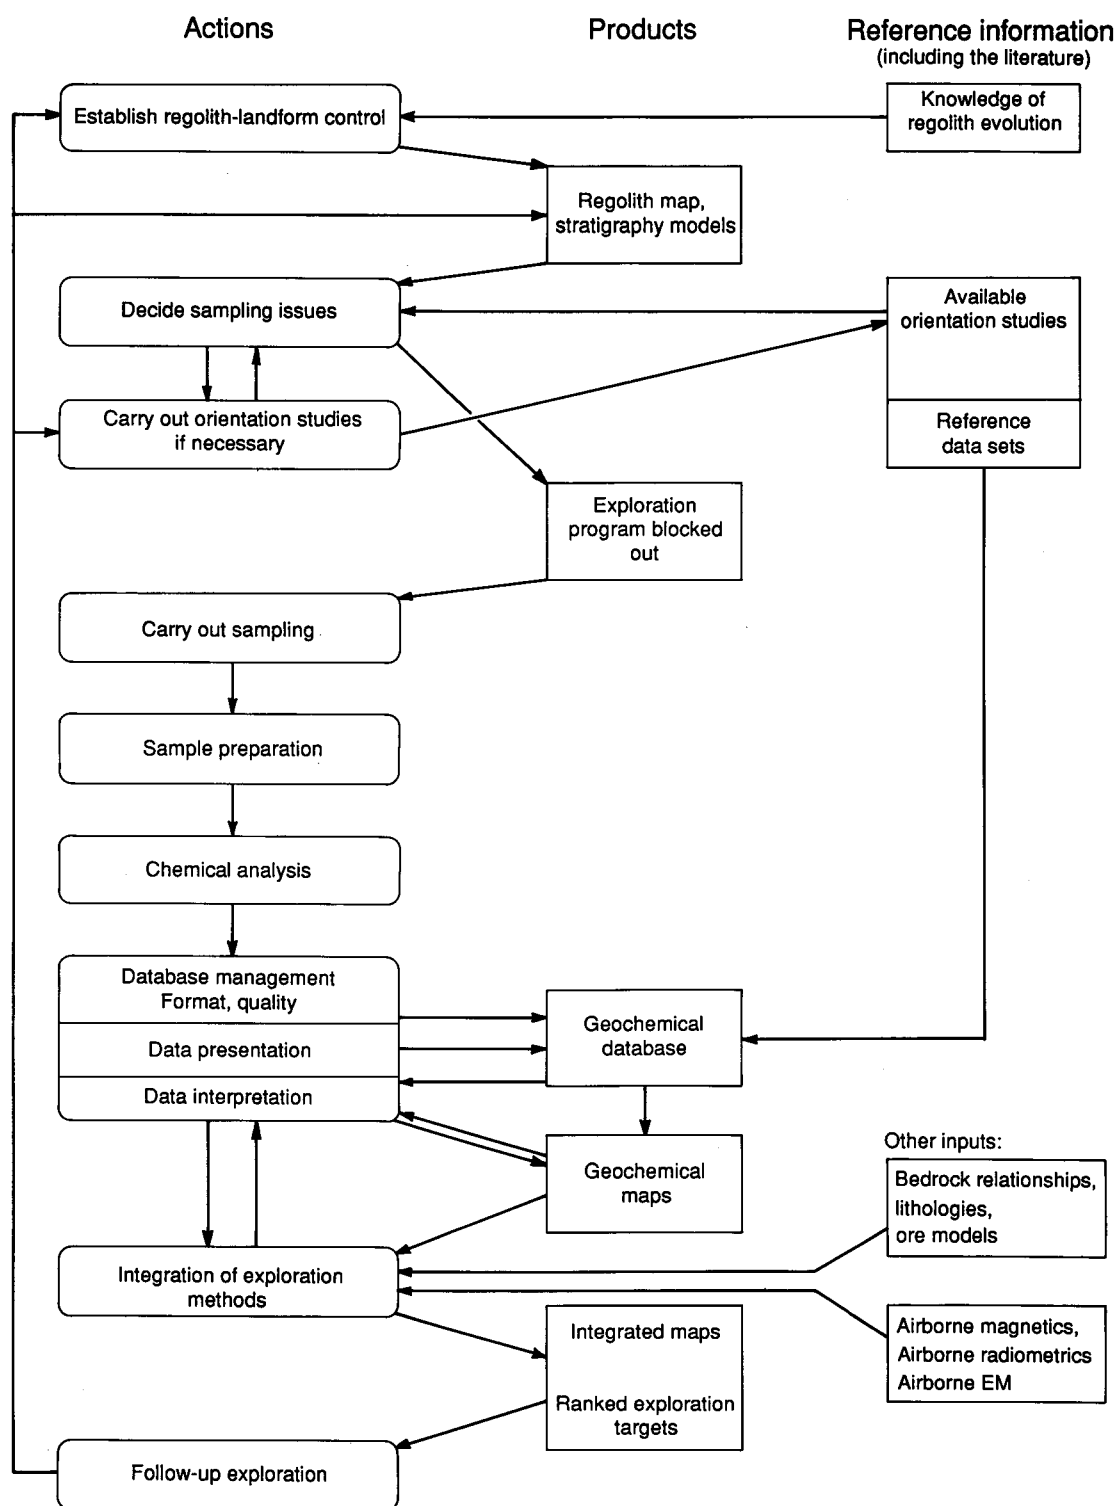 Actions
Products
Reference information
(including the literature)
Establish regolith-landform control
Knowledge of
regolith evolution
Regolith map,
stratigraphy models
Decide sampling issues
Available
orientation studies
Carry out orientation studies
if necessary
Reference
data sets
Exploration
program blocked
out
Carry out sampling
Sample preparation
Chemical analysis
Database management
Format, quality
Data presentation
Data interpretation
Geochemical
database
Geochemical
maps
Other inputs:
Bedrock relationships,
lithologies,
ore models
Integration of exploration
methods
Integrated maps
Ranked exploration
targets
Airborne magnetics,
Airborne radiometrics
Airborne EM
Follow-up exploration